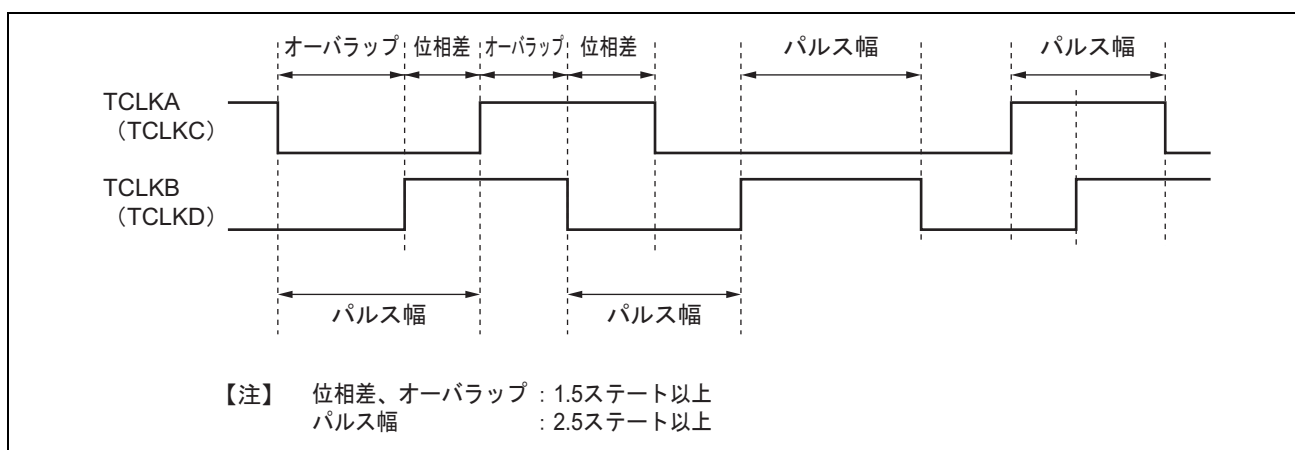 オーバラップ 位相差 オーバラップ 位相差 パルス幅 パルス幅
TCLKA
（TCLKC）
TCLKB
（TCLKD）
パルス幅 パルス幅
【注】 位相差、オーバラップ : 1.5ステート以上
パルス幅 : 2.5ステート以上